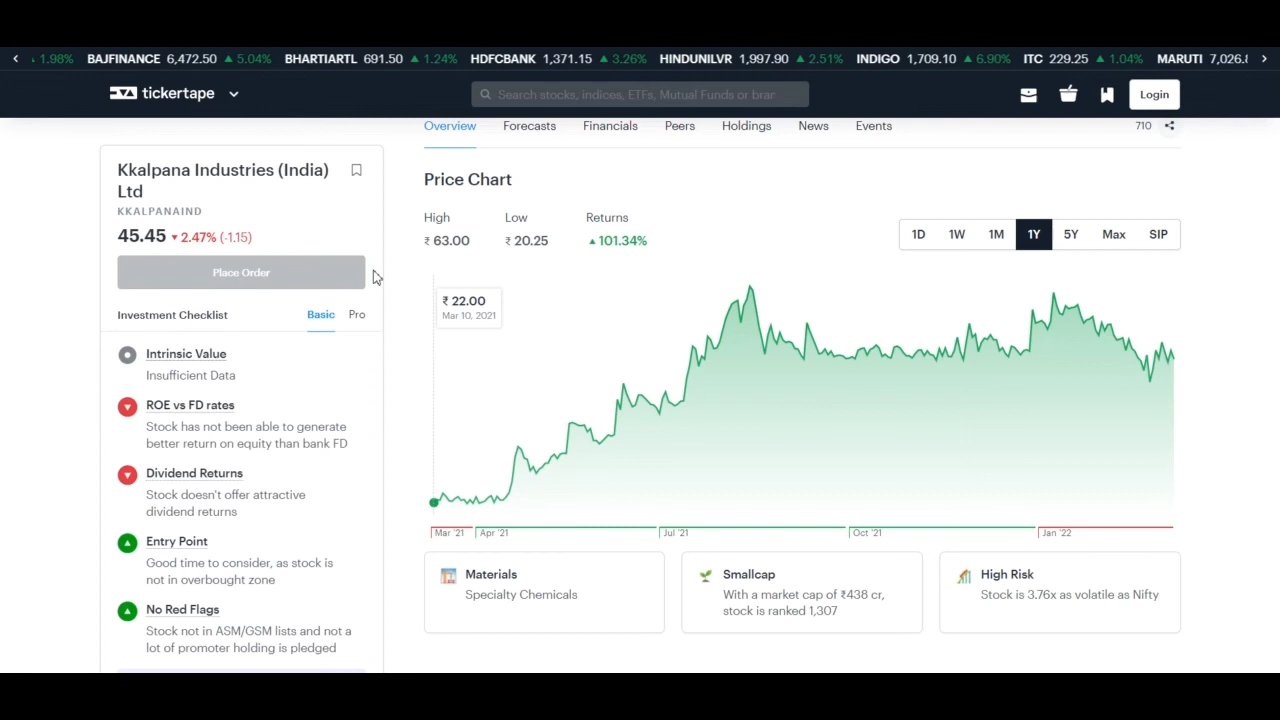 1.98% BAJFINANCE 6,472.50 ▲ 5.04% BHARTIARTL 691.50 ▲ 1.24% HDFCBANK 1,371.15 ▲ 3.26% HINDUNILVR 1,997.90 ▲ 2.51% INDIGO 1,709.10 ▲ 6.90% ITC 229.25 ▲ 1.04% MARUTI 7,026.8
tickertape
Search stocks, indices, ETFs, Mutual Funds or brar
Login
Overview Forecasts Financials Peers Holdings News Events 710
Kkalpana Industries (India)
Ltd
KKALPANAIND
45.45 ▼ 2.47% (-1.15)
Place Order
Investment Checklist Basic Pro
Intrinsic Value
Insufficient Data
ROE vs FD rates
Stock has not been able to generate
better return on equity than bank FD
Dividend Returns
Stock doesn't offer attractive
dividend returns
Entry Point
Good time to consider, as stock is
not in overbought zone
No Red Flags
Stock not in ASM/GSM lists and not a
lot of promoter holding is pledged
Price Chart
High Low Returns
₹ 63.00 ₹ 20.25 ▲ 101.34%
1D 1W 1M 1Y 5Y Max SIP
₹ 22.00
Mar 10, 2021
Mar '21 Apr '21 Jul '21 Oct '21 Jan '22
Materials
Specialty Chemicals
Smallcap
With a market cap of ₹438 cr,
stock is ranked 1,307
High Risk
Stock is 3.76x as volatile as Nifty